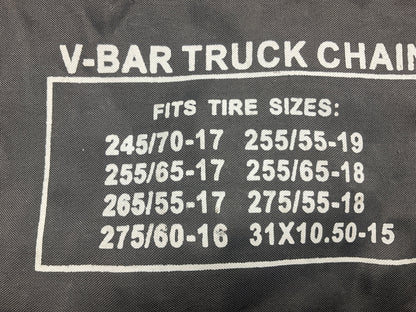 V-BAR TRUCK CHAIN
FITS TIRE SIZES:
245/70-17 255/55-19
255/65-17 255/65-18
265/55-17 275/55-18
275/60-16 31X10.50-15